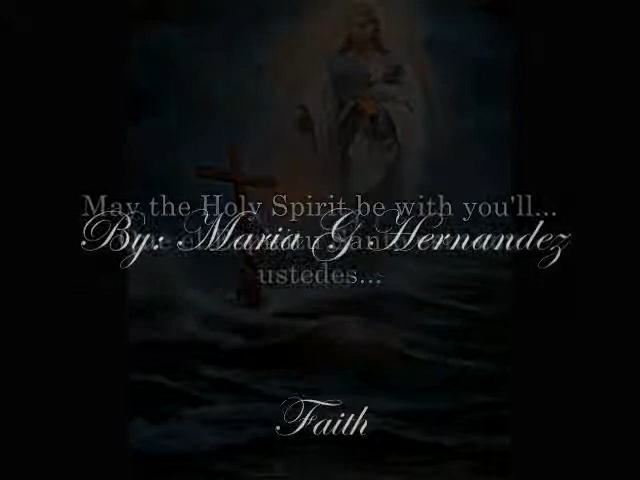 May the Holy Spirit be with you'll...
By: Maria G. Hernandez
ustedes...
Faith